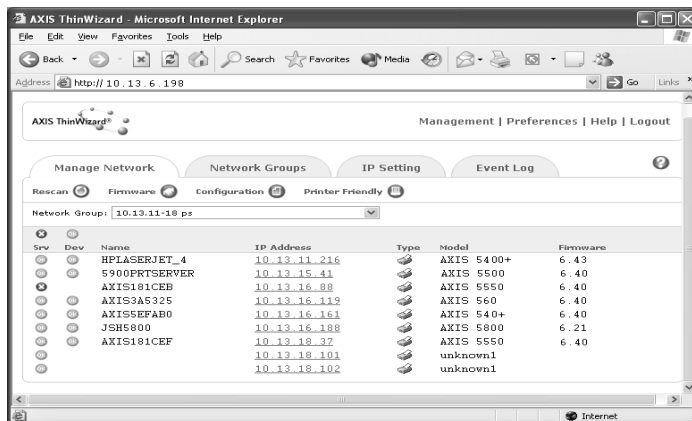 AXIS ThinWizard - Microsoft Internet Explorer
File Edit View Favorites Tools Help
Back Search Favorites Media
Address http://10.13.6.198 Go Links »
AXIS ThinWizard® Management | Preferences | Help | Logout
Manage Network Network Groups IP Setting Event Log ?
Rescan Firmware Configuration Printer Friendly
Network Group: 10.13.11-18 ps
Srv Dev Name IP Address Type Model Firmware
HPLASERJET_4 10.13.11.216 AXIS 5400+ 6.43
5900PRTSERVER 10.13.15.41 AXIS 5500 6.40
AXIS181CEB 10.13.16.88 AXIS 5550 6.40
AXIS3A5325 10.13.16.119 AXIS 560 6.40
AXIS5EFAB0 10.13.16.161 AXIS 540+ 6.40
JSH5800 10.13.16.188 AXIS 5800 6.21
AXIS181CEF 10.13.18.37 AXIS 5550 6.40
10.13.18.101 unknown1
10.13.18.102 unknown1
Internet